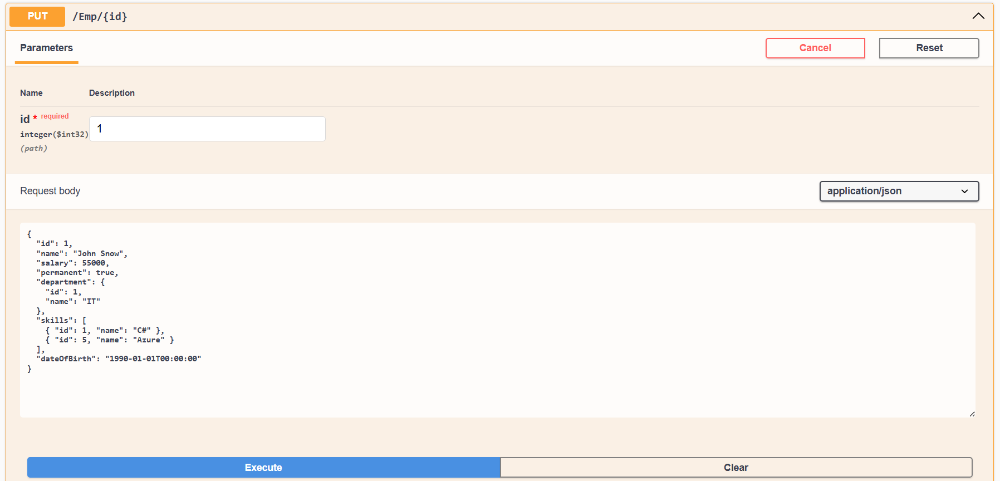 PUT /Emp/{id}
Parameters
Cancel
Reset
Name Description
id * required
integer($int32)
(path)
1
Request body
application/json
{
  "id": 1,
  "name": "John Snow",
  "salary": 55000,
  "permanent": true,
  "department": {
    "id": 1,
    "name": "IT"
  },
  "skills": [
    { "id": 1, "name": "C#" },
    { "id": 5, "name": "Azure" }
  ],
  "dateOfBirth": "1990-01-01T00:00:00"
}
Execute
Clear